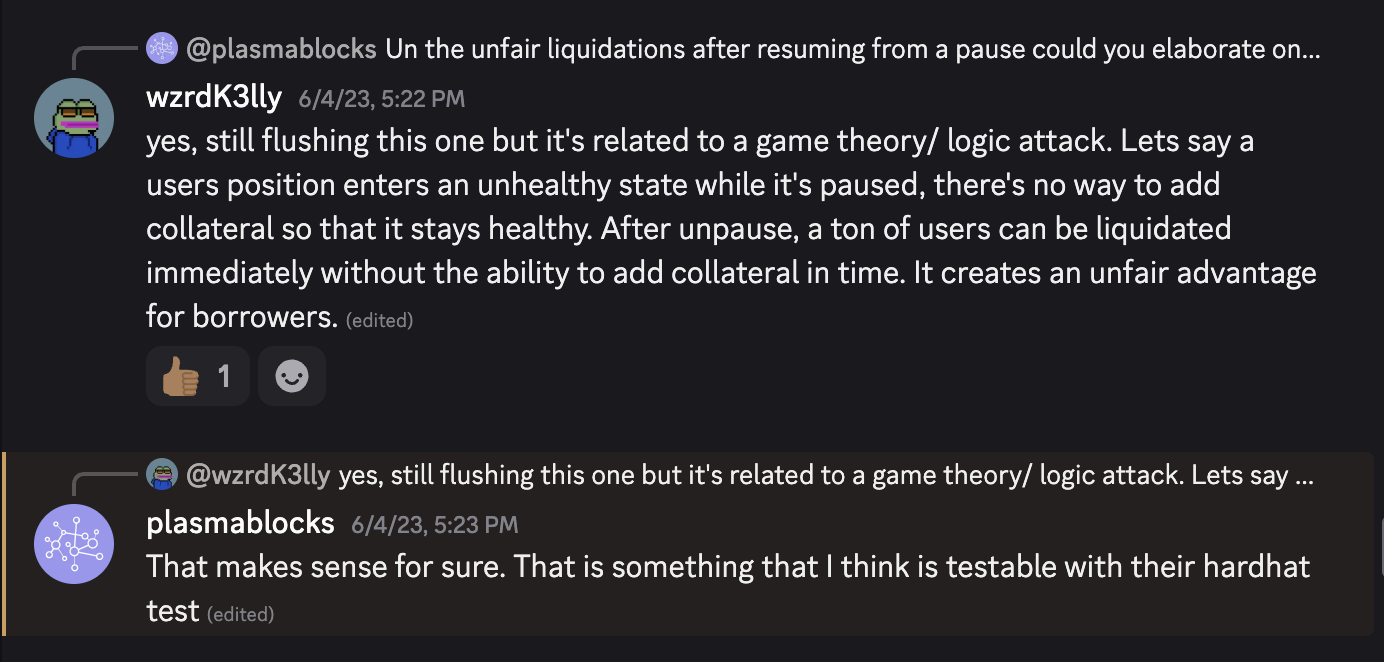 @plasmablocks Un the unfair liquidations after resuming from a pause could you elaborate on...
wzrdK3lly 6/4/23, 5:22 PM
yes, still flushing this one but it's related to a game theory/ logic attack. Lets say a
users position enters an unhealthy state while it's paused, there's no way to add
collateral so that it stays healthy. After unpause, a ton of users can be liquidated
immediately without the ability to add collateral in time. It creates an unfair advantage
for borrowers. (edited)
1
@wzrdK3lly yes, still flushing this one but it's related to a game theory/ logic attack. Lets say ...
plasmablocks 6/4/23, 5:23 PM
That makes sense for sure. That is something that I think is testable with their hardhat
test (edited)